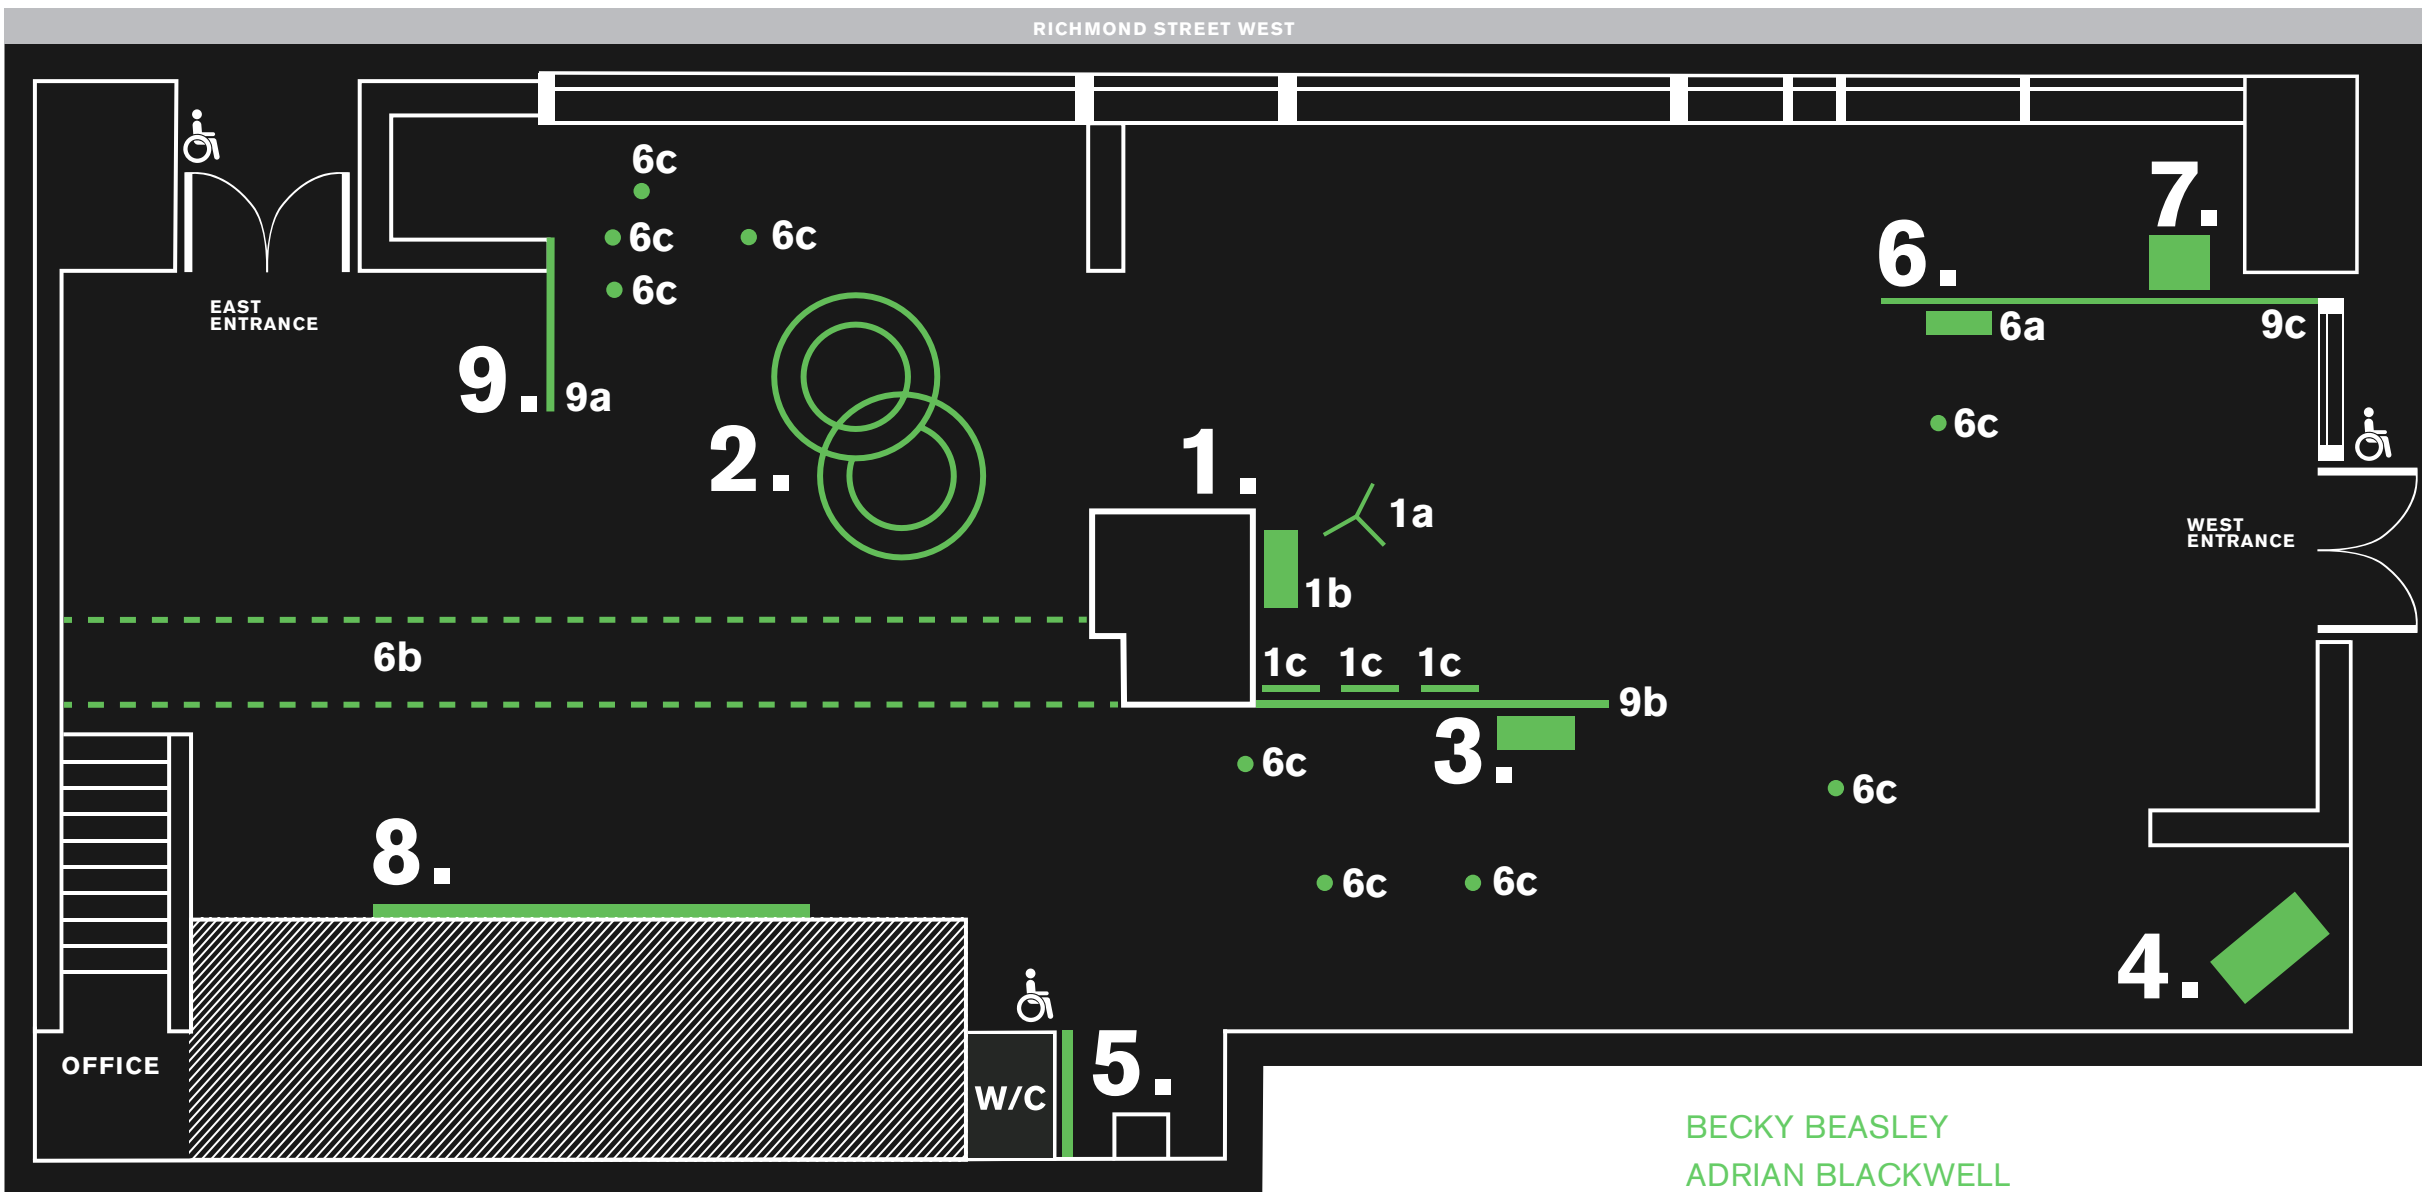 RICHMOND STREET WEST
6c
6c
6c
6c
7.
6.
6a
9c
EAST
ENTRANCE
9.
9a
2.
1.
1a
1b
6c
WEST
ENTRANCE
6b
1c
1c
1c
9b
3.
6c
6c
8.
6c
6c
4.
5.
OFFICE
W/C
BECKY BEASLEY
ADRIAN BLACKWELL